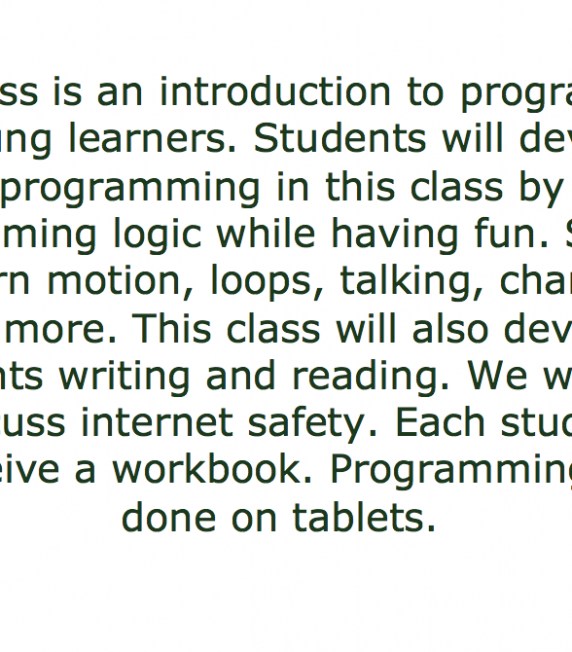 ss is an introduction to progra
ng learners. Students will dev
programming in this class by
ming logic while having fun. S
rn motion, loops, talking, char
more. This class will also dev
nts writing and reading. We w
uss internet safety. Each stud
eive a workbook. Programming
done on tablets.